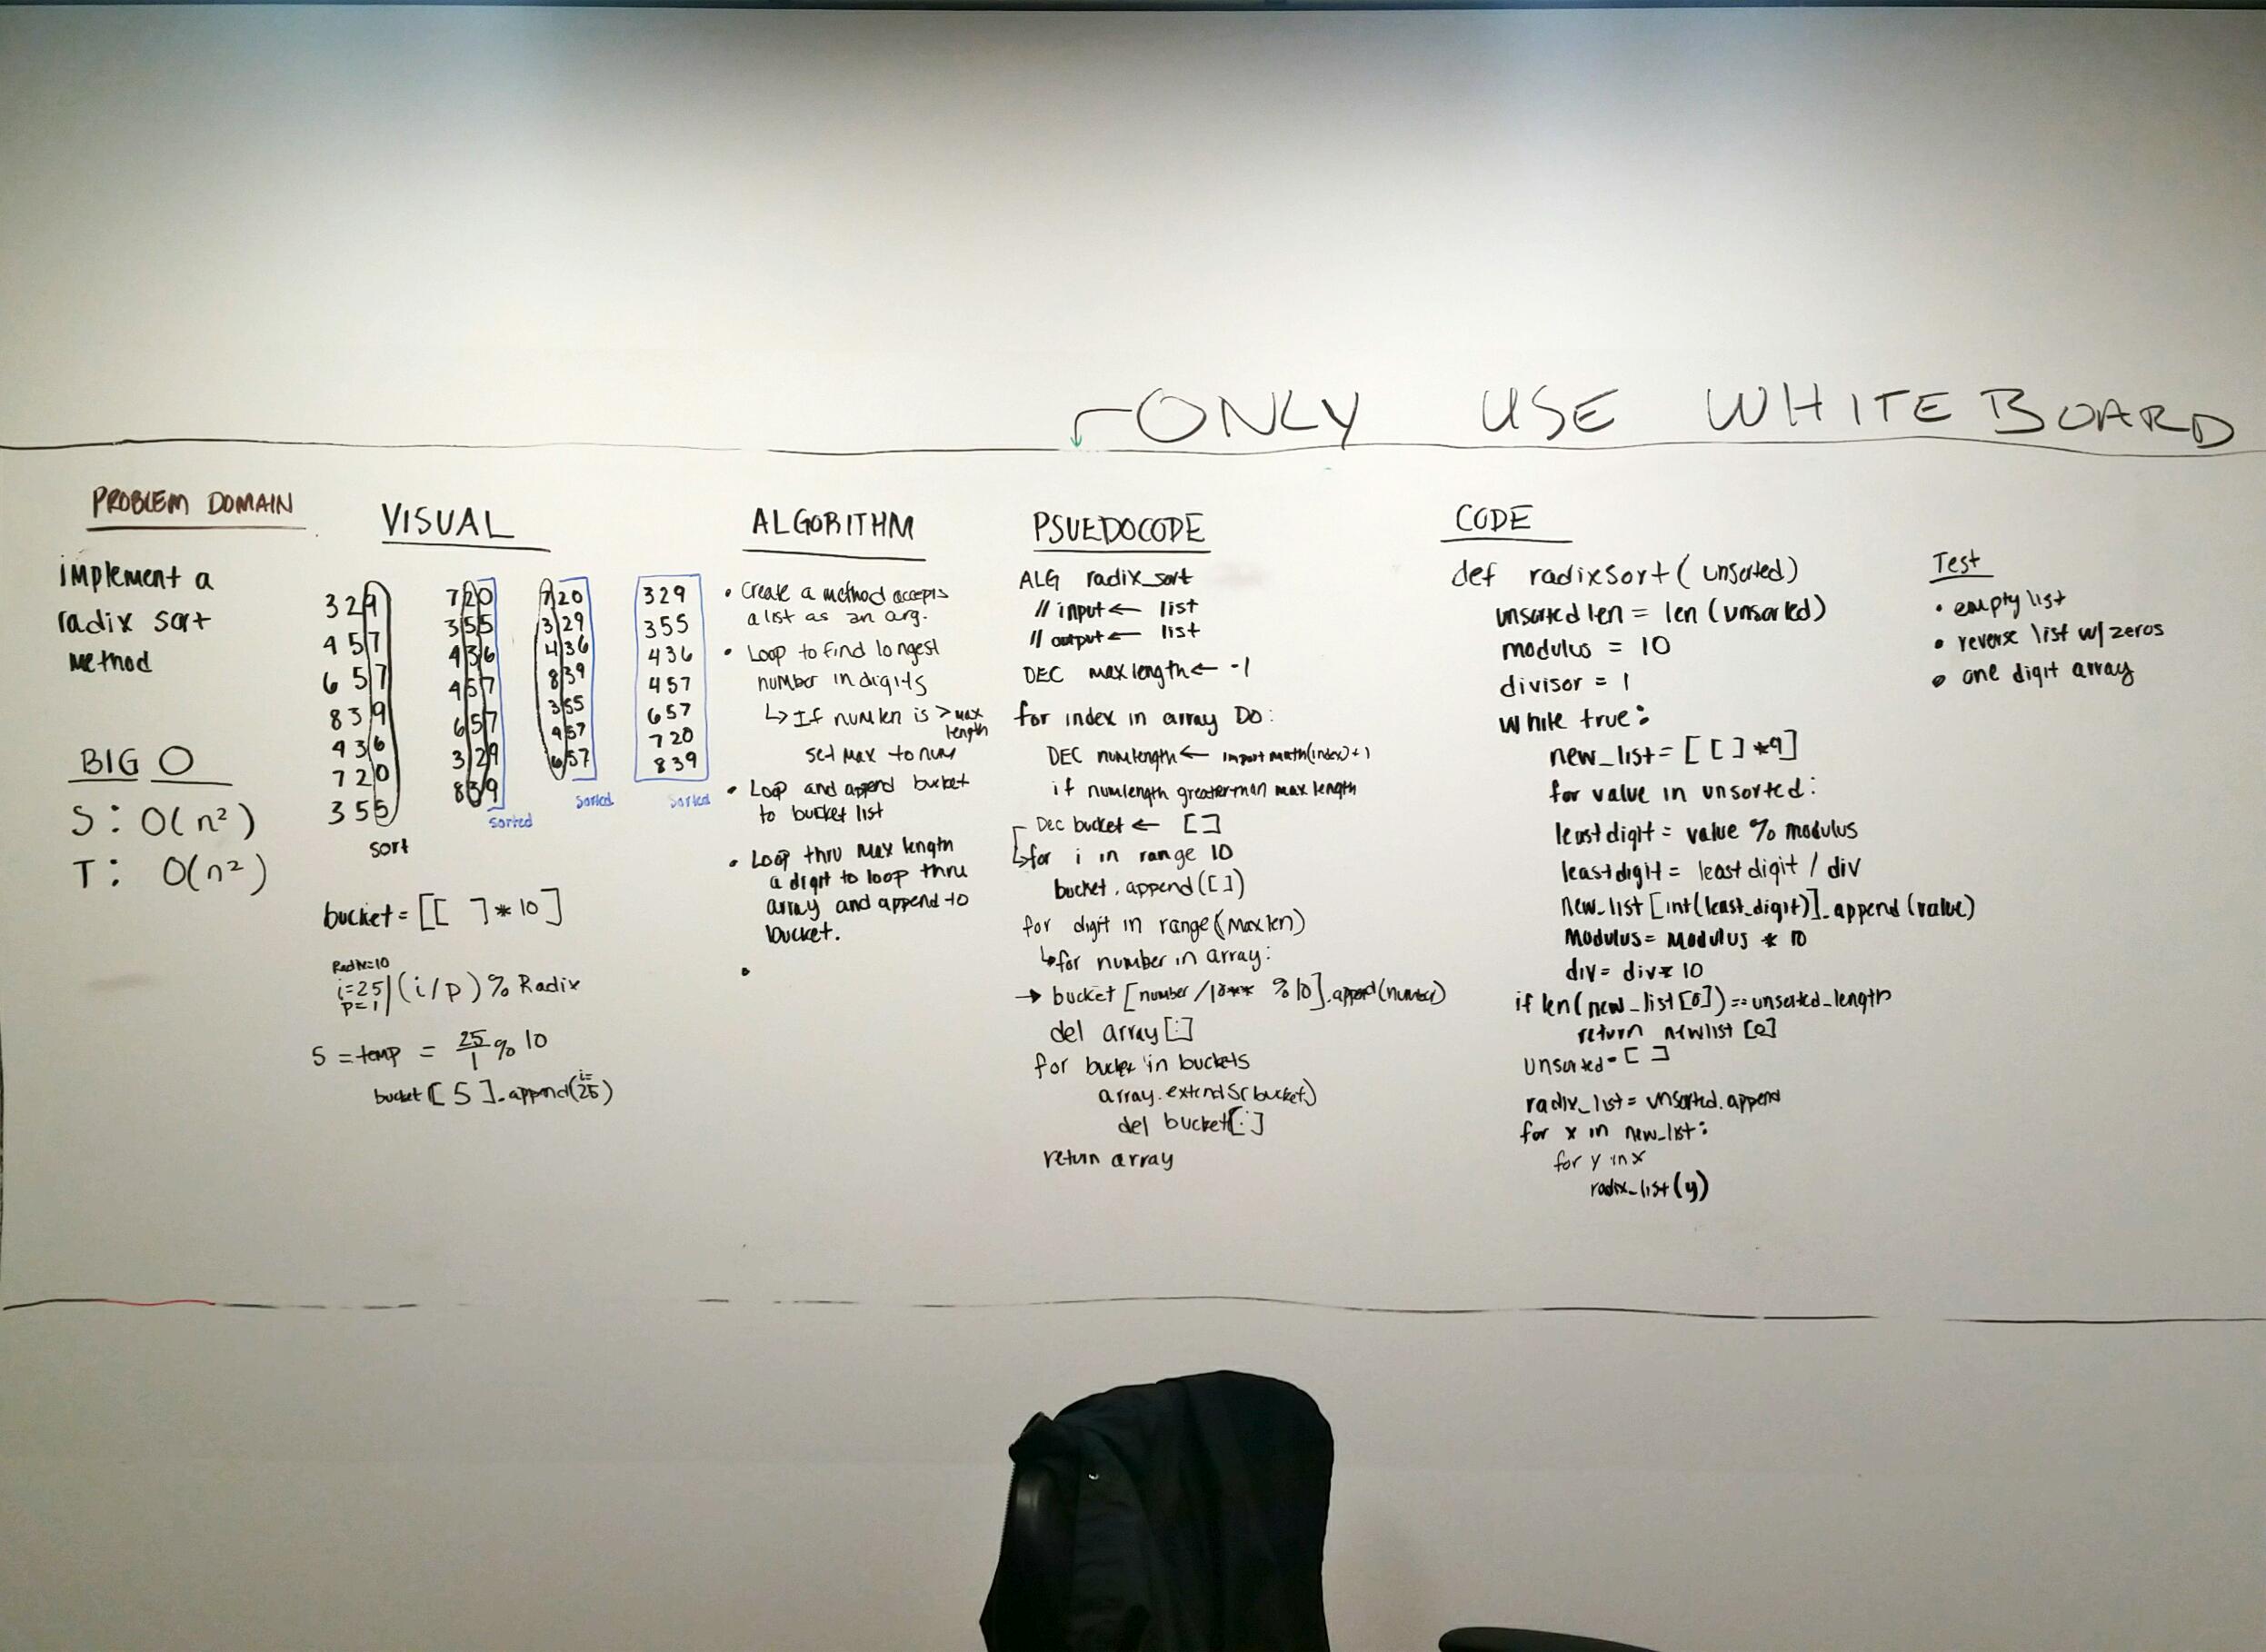 ONLY USE WHITE BOARD
PROBLEM DOMAIN
implement a
radix sort
method
BIG O
S: O(n²)
T: O(n²)
VISUAL
329
457
657
839
436
720
355
sort
720
355
436
457
657
329
839
sorted
720
329
436
839
355
457
657
sorted
329
355
436
457
657
720
839
sorted
bucket = [[ ] * 10]
Radix=10
i=25 (i/p) % Radix
p=1
5 = temp = 25/1 % 10
i=
bucket [5].append(25)
ALGORITHM
• Create a method accepts
a list as an arg.
• Loop to find longest
number in digits
↳ If numlen is > max
length
set max to num
• Loop and append bucket
to bucket list
• Loop thru max length
a digit to loop thru
array and append to
bucket.
•
PSUEDOCODE
ALG radix_sort
// input ← list
// output ← list
DEC max length ← -1
for index in array Do:
DEC numlength ← import math(index)+1
if numlength greaterthan max length
Dec bucket ← []
for i in range 10
bucket.append([])
for digit in range(maxlen)
↳ for number in array:
→ bucket [number /10** %10].append(number)
del array[:]
for bucket in buckets
array.extends(bucket)
del bucket[:]
return array
CODE
def radixsort(unsorted)
unsorted len = len(unsorted)
modulus = 10
divisor = 1
while true:
new_list = [[]*9]
for value in unsorted:
least digit = value % modulus
least digit = least digit / div
new_list [int(least_digit)].append(value)
modulus = modulus * 10
div = div * 10
if len(new_list[0]) == unsorted_length
return newlist [0]
unsorted = [ ]
radix_list = unsorted.append
for x in new_list:
for y in x
radix_list(y)
Test
• empty list
• reverse list w/ zeros
• one digit array